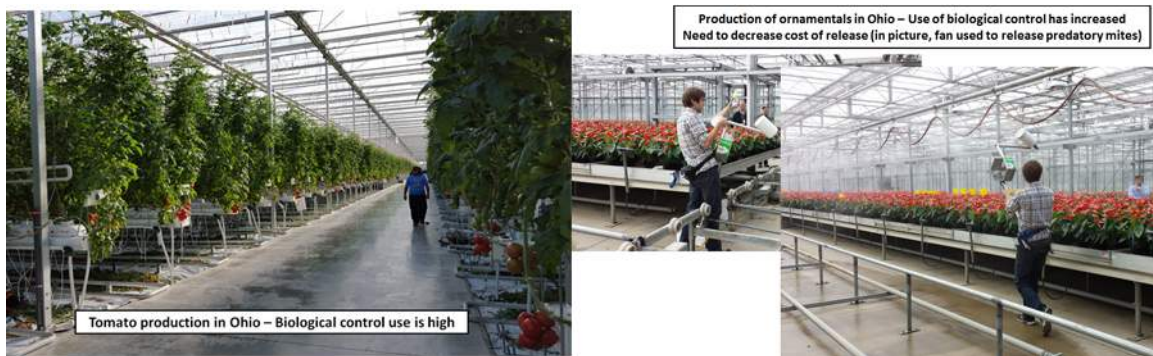 Production of ornamentals in Ohio – Use of biological control has increased
Need to decrease cost of release (in picture, fan used to release predatory mites)
Tomato production in Ohio – Biological control use is high